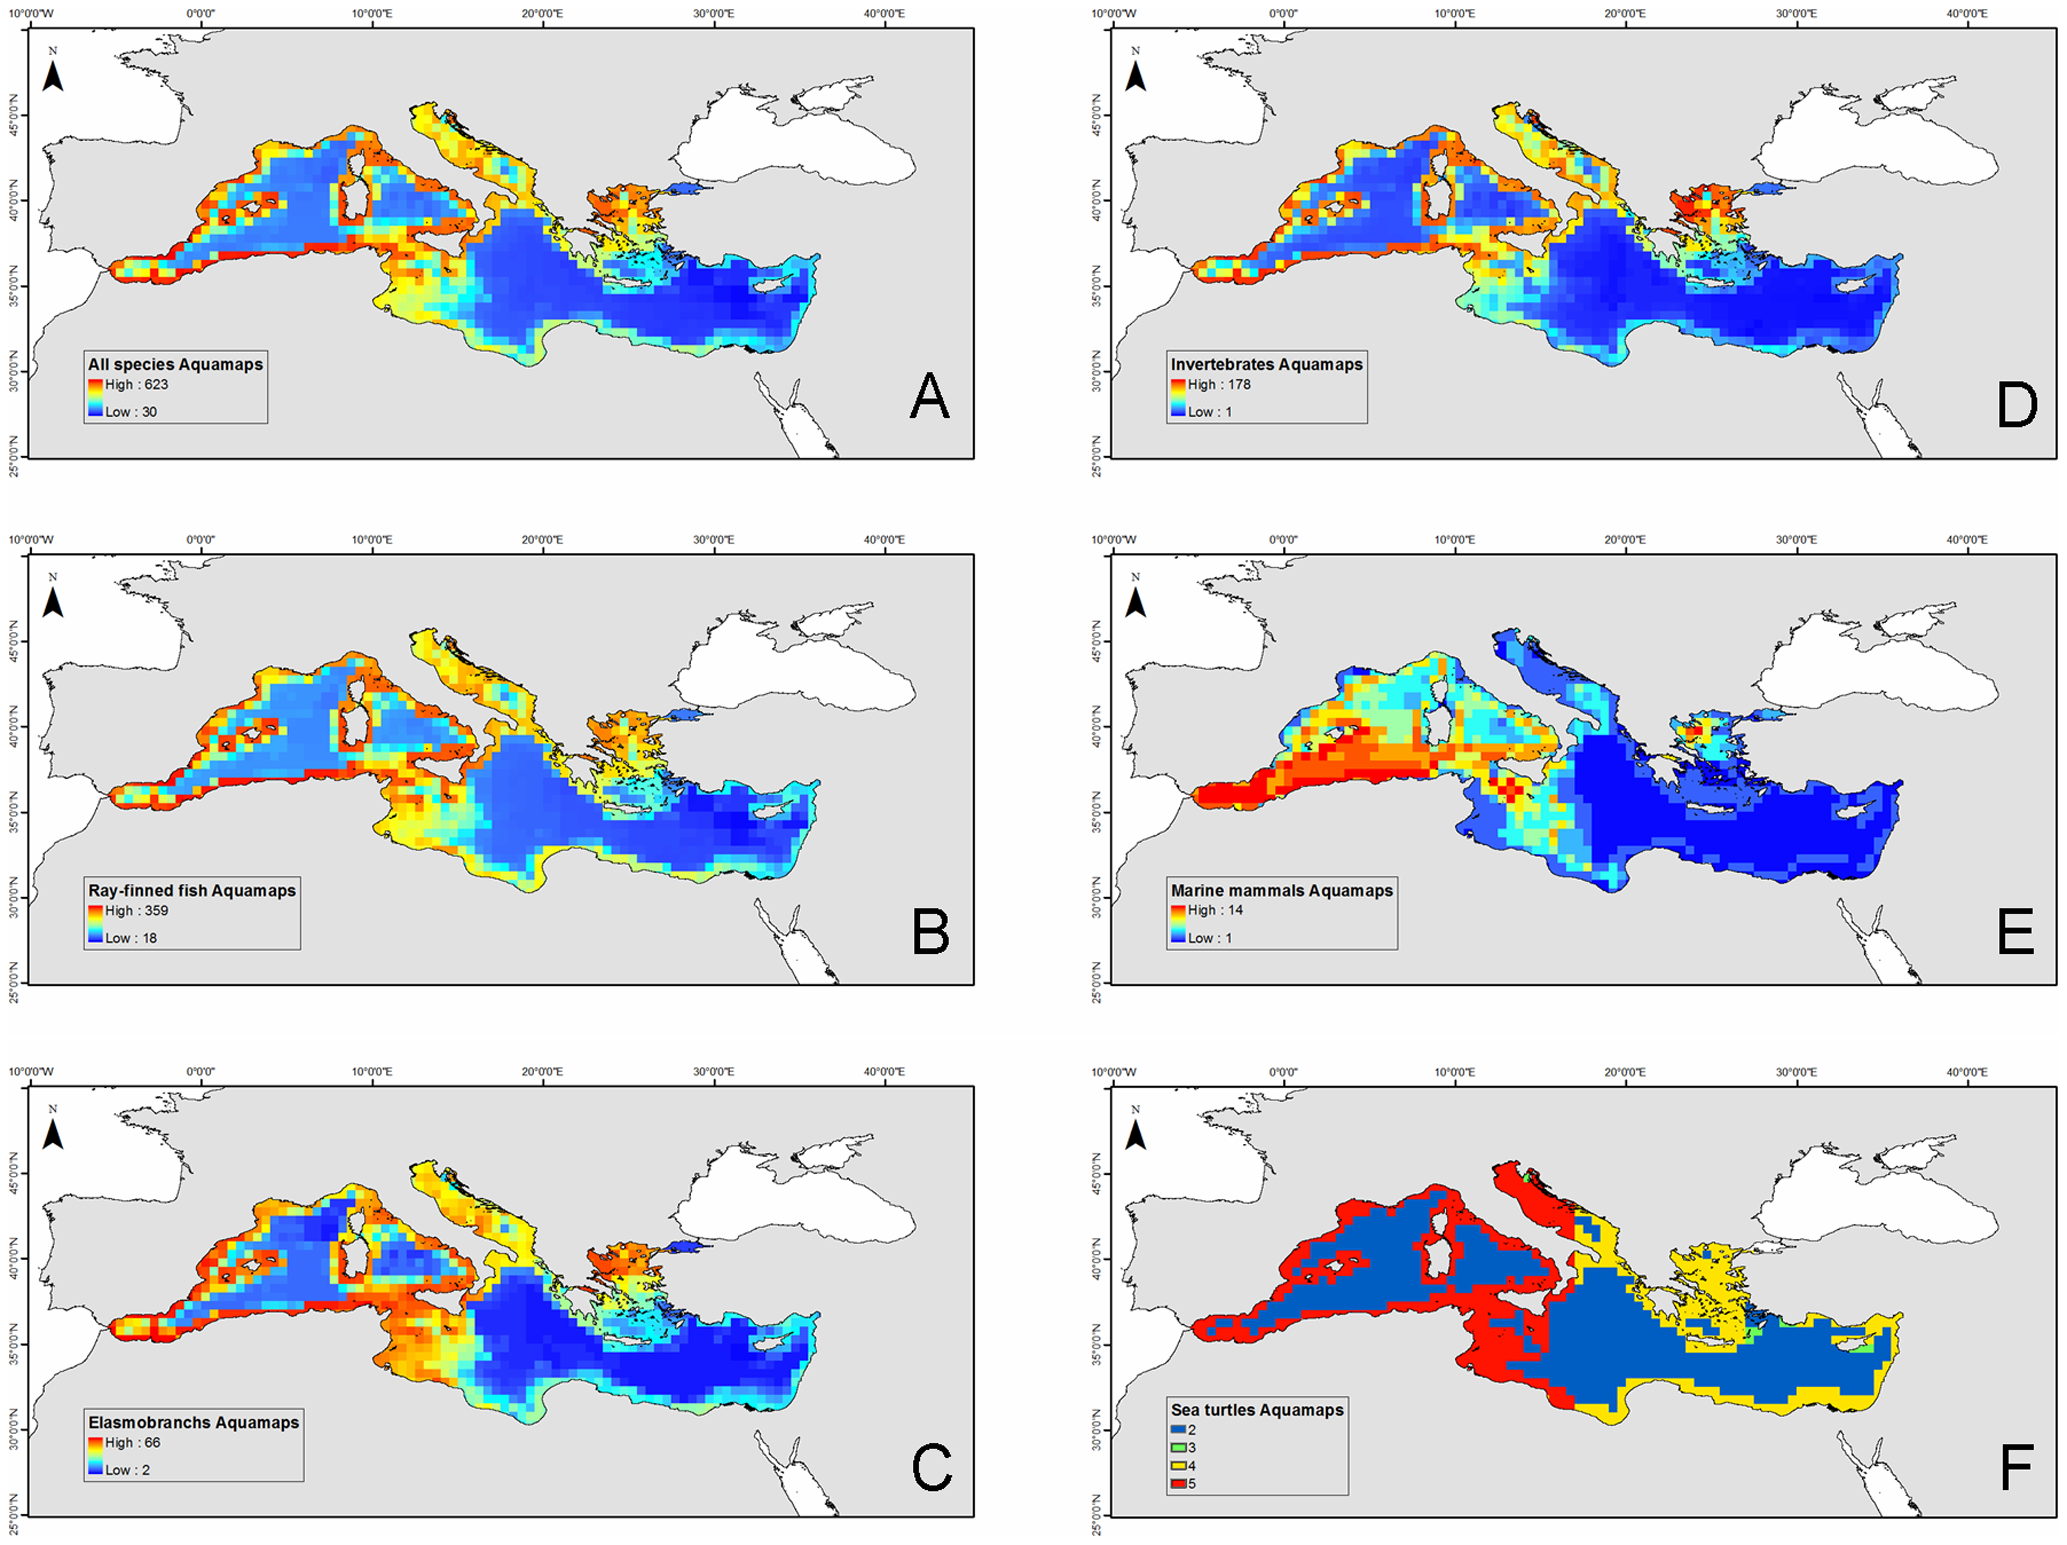 10°0'0"W 0°0'0" 10°0'0"E 20°0'0"E 30°0'0"E 40°0'0"E
N
45°0'0"N
40°0'0"N
35°0'0"N
30°0'0"N
25°0'0"N
All species Aquamaps
High : 623
Low : 30
A
10°0'0"W 0°0'0" 10°0'0"E 20°0'0"E 30°0'0"E 40°0'0"E
N
45°0'0"N
40°0'0"N
35°0'0"N
30°0'0"N
25°0'0"N
Invertebrates Aquamaps
High : 178
Low : 1
D
10°0'0"W 0°0'0" 10°0'0"E 20°0'0"E 30°0'0"E 40°0'0"E
N
45°0'0"N
40°0'0"N
35°0'0"N
30°0'0"N
25°0'0"N
Ray-finned fish Aquamaps
High : 359
Low : 18
B
10°0'0"W 0°0'0" 10°0'0"E 20°0'0"E 30°0'0"E 40°0'0"E
N
45°0'0"N
40°0'0"N
35°0'0"N
30°0'0"N
25°0'0"N
Marine mammals Aquamaps
High : 14
Low : 1
E
10°0'0"W 0°0'0" 10°0'0"E 20°0'0"E 30°0'0"E 40°0'0"E
N
45°0'0"N
40°0'0"N
35°0'0"N
30°0'0"N
25°0'0"N
Elasmobranchs Aquamaps
High : 66
Low : 2
C
10°0'0"W 0°0'0" 10°0'0"E 20°0'0"E 30°0'0"E 40°0'0"E
N
45°0'0"N
40°0'0"N
35°0'0"N
30°0'0"N
25°0'0"N
Sea turtles Aquamaps
2
3
4
5
F